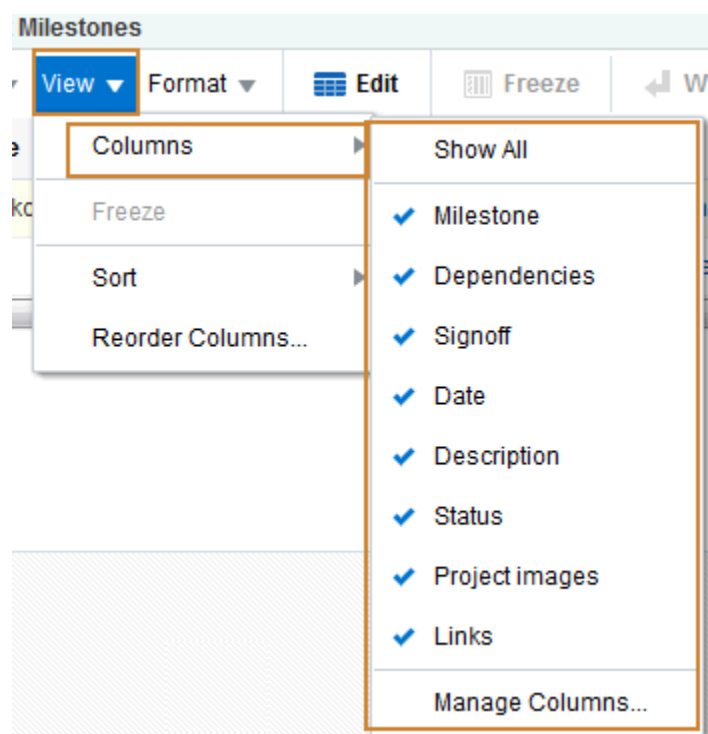 Milestones
View Format Edit Freeze W
Columns
Freeze
Sort
Reorder Columns...
Show All
Milestone
Dependencies
Signoff
Date
Description
Status
Project images
Links
Manage Columns...